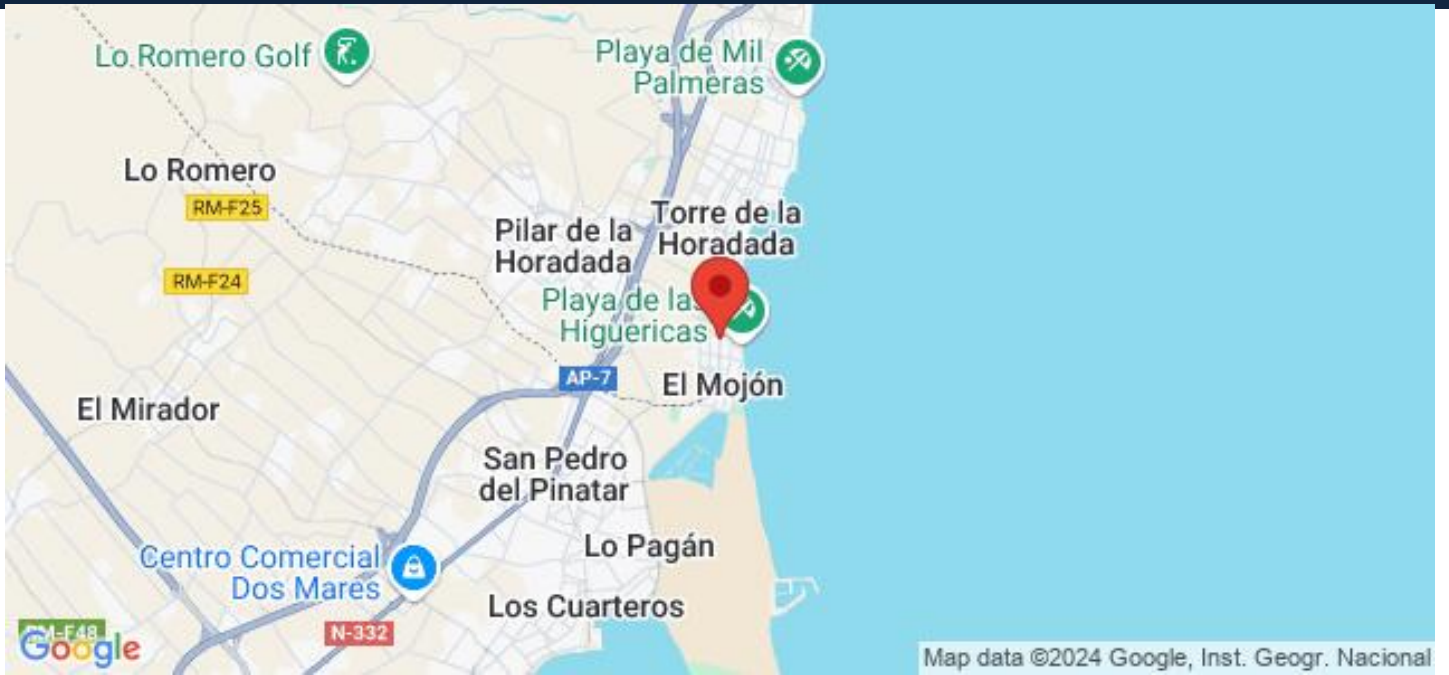 Lo Romero Golf
Playa de Mil
Palmeras
Lo Romero
RM-F25
Torre de la
Horadada
Pilar de la
Horadada
RM-F24
Playa de las
Higuericas
AP-7
El Mojón
El Mirador
San Pedro
del Pinatar
Lo Pagán
Centro Comercial
Dos Mares
Los Cuarteros
N-332
RM-F48
Google
Map data ©2024 Google, Inst. Geogr. Nacional